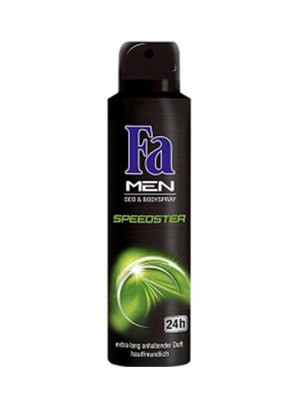 Fa
MEN
DEO & BODYSPRAY
SPEEDSTER
24h
extra lang anhaltender Duft
hautfreundlich